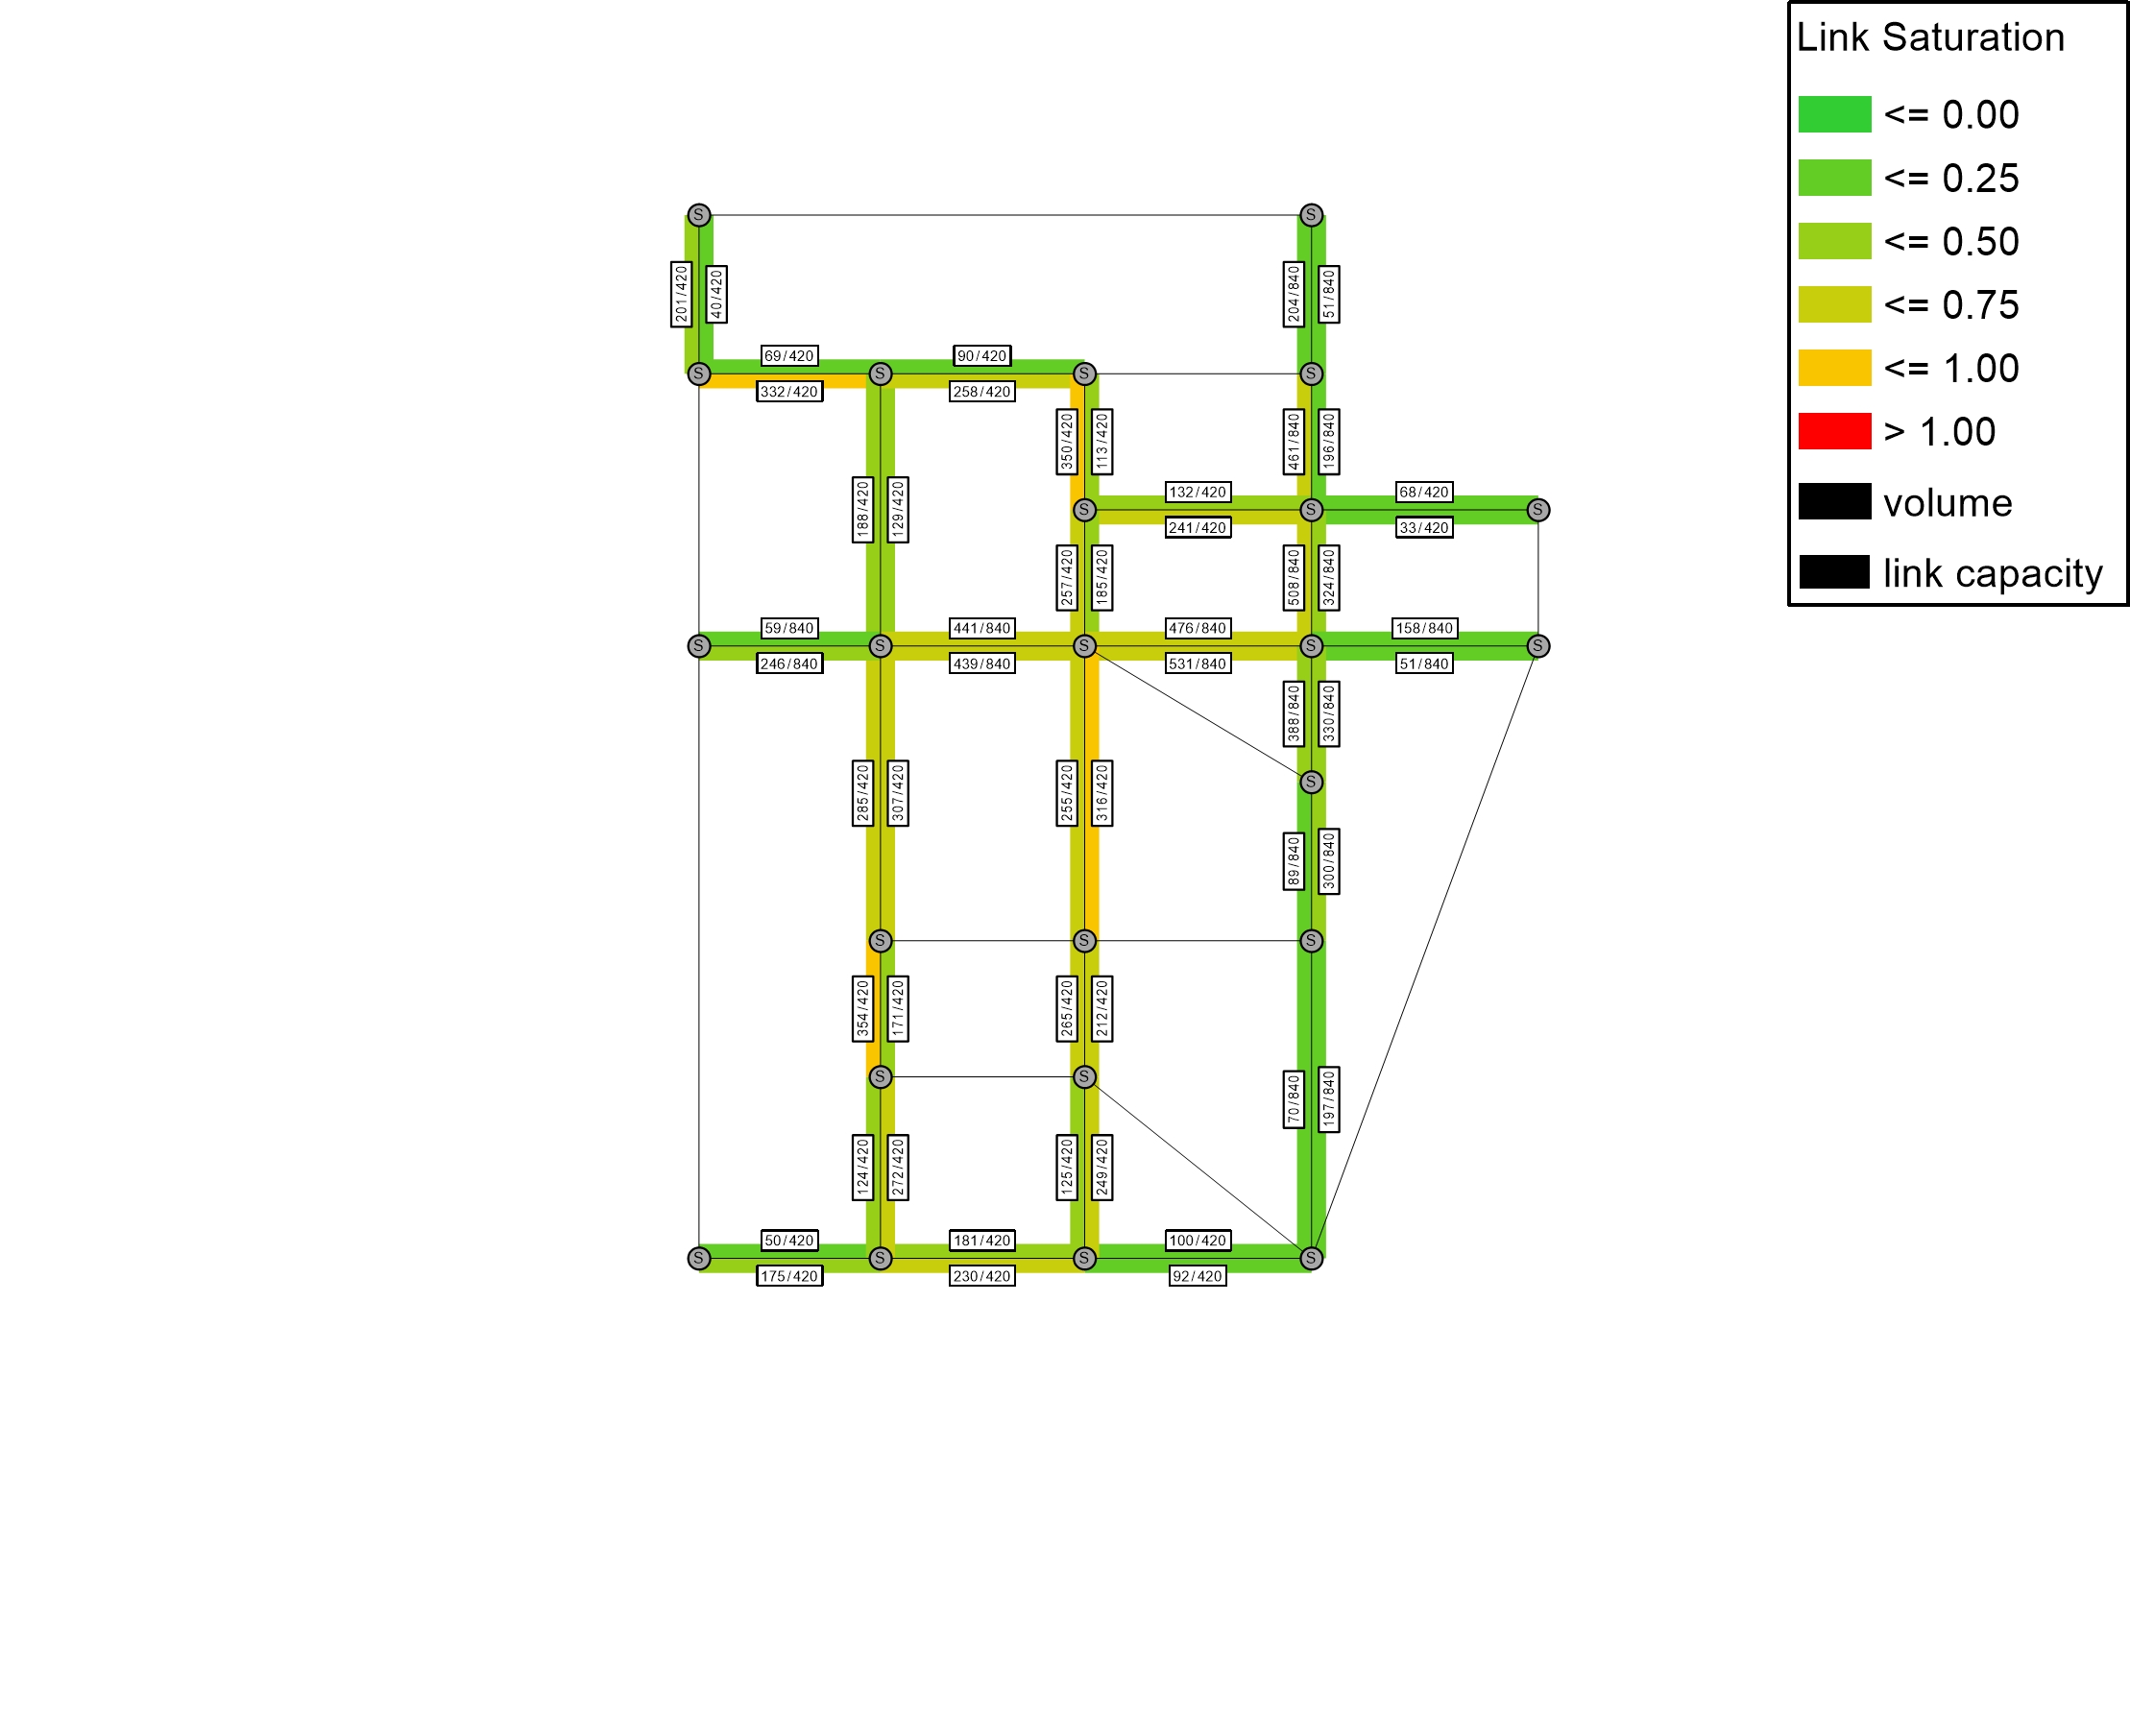 Link Saturation
<= 0.00
<= 0.25
<= 0.50
<= 0.75
<= 1.00
> 1.00
volume
link capacity
S
S
201/420
40/420
204/840
51/840
69/420
90/420
S
S
S
S
332/420
258/420
350/420
113/420
461/840
196/840
188/420
129/420
132/420
68/420
S
S
S
241/420
33/420
257/420
185/420
508/840
324/840
59/840
441/840
476/840
158/840
S
S
S
S
S
246/840
439/840
531/840
51/840
388/840
330/840
285/420
307/420
255/420
316/420
S
89/840
300/840
S
S
S
354/420
171/420
265/420
212/420
S
S
70/840
197/840
124/420
272/420
125/420
249/420
50/420
181/420
100/420
S
S
S
S
175/420
230/420
92/420